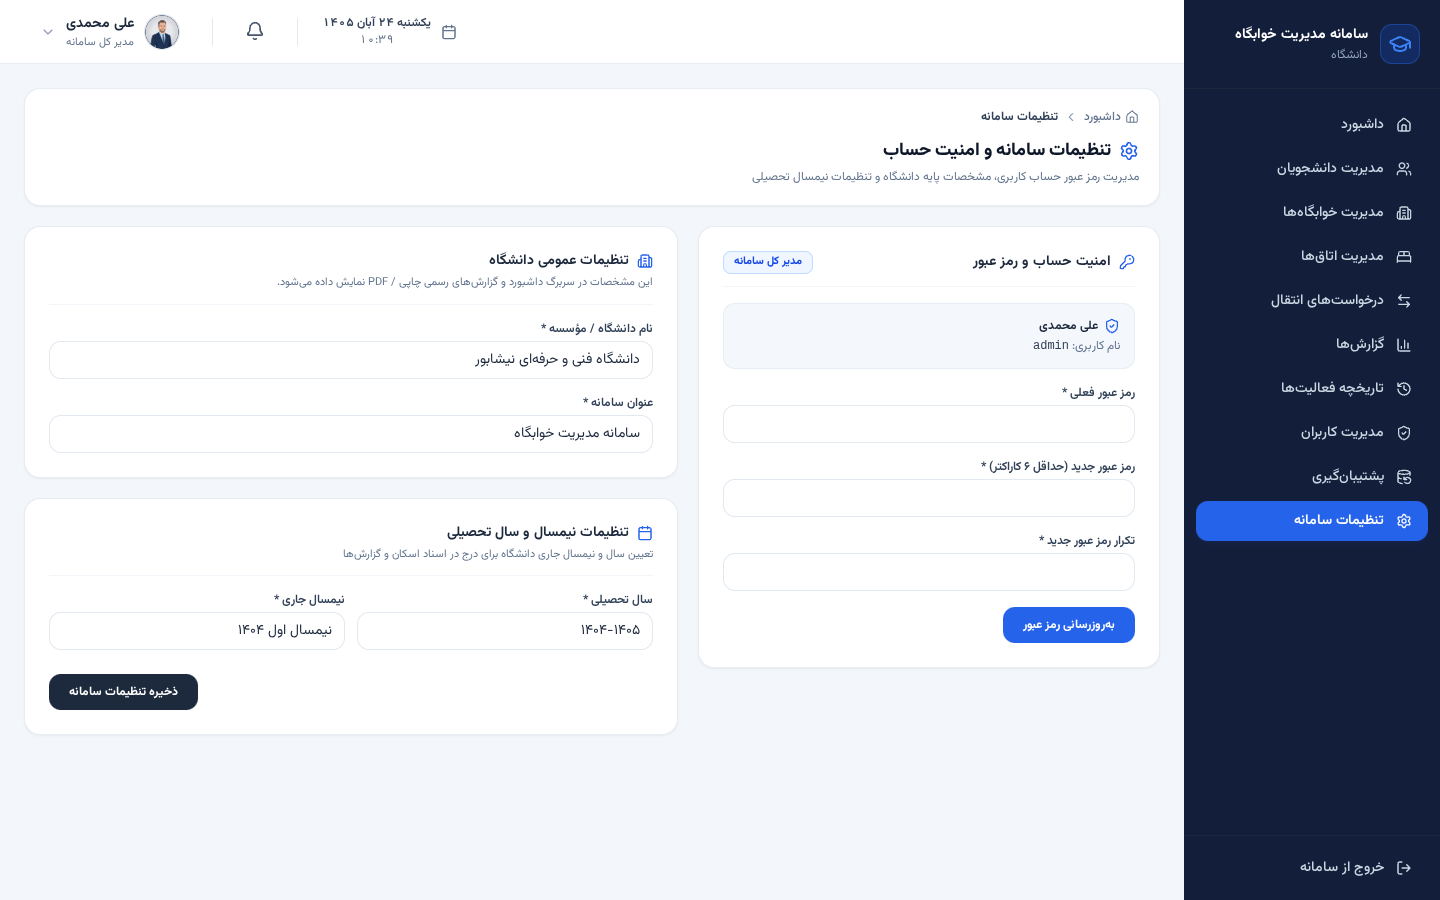 سامانه مدیریت خوابگاه
دانشگاه
داشبورد
مدیریت دانشجویان
مدیریت خوابگاه‌ها
مدیریت اتاق‌ها
درخواست‌های انتقال
گزارش‌ها
تاریخچه فعالیت‌ها
مدیریت کاربران
پشتیبان‌گیری
تنظیمات سامانه
خروج از سامانه
یکشنبه ۲۴ آبان ۱۴۰۵
۱۰:۳۹
علی محمدی
مدیر کل سامانه
داشبورد
تنظیمات سامانه
تنظیمات سامانه و امنیت حساب
مدیریت رمز عبور حساب کاربری، مشخصات پایه دانشگاه و تنظیمات نیمسال تحصیلی
امنیت حساب و رمز عبور
مدیر کل سامانه
علی محمدی
نام کاربری: admin
رمز عبور فعلی *
رمز عبور جدید (حداقل ۶ کاراکتر) *
تکرار رمز عبور جدید *
به‌روزرسانی رمز عبور
تنظیمات عمومی دانشگاه
این مشخصات در سربرگ داشبورد و گزارش‌های رسمی چاپی / PDF نمایش داده می‌شود.
نام دانشگاه / مؤسسه *
دانشگاه فنی و حرفه‌ای نیشابور
عنوان سامانه *
سامانه مدیریت خوابگاه
تنظیمات نیمسال و سال تحصیلی
تعیین سال و نیمسال جاری دانشگاه برای درج در اسناد اسکان و گزارش‌ها
سال تحصیلی *
۱۴۰۴-۱۴۰۵
نیمسال جاری *
نیمسال اول ۱۴۰۴
ذخیره تنظیمات سامانه